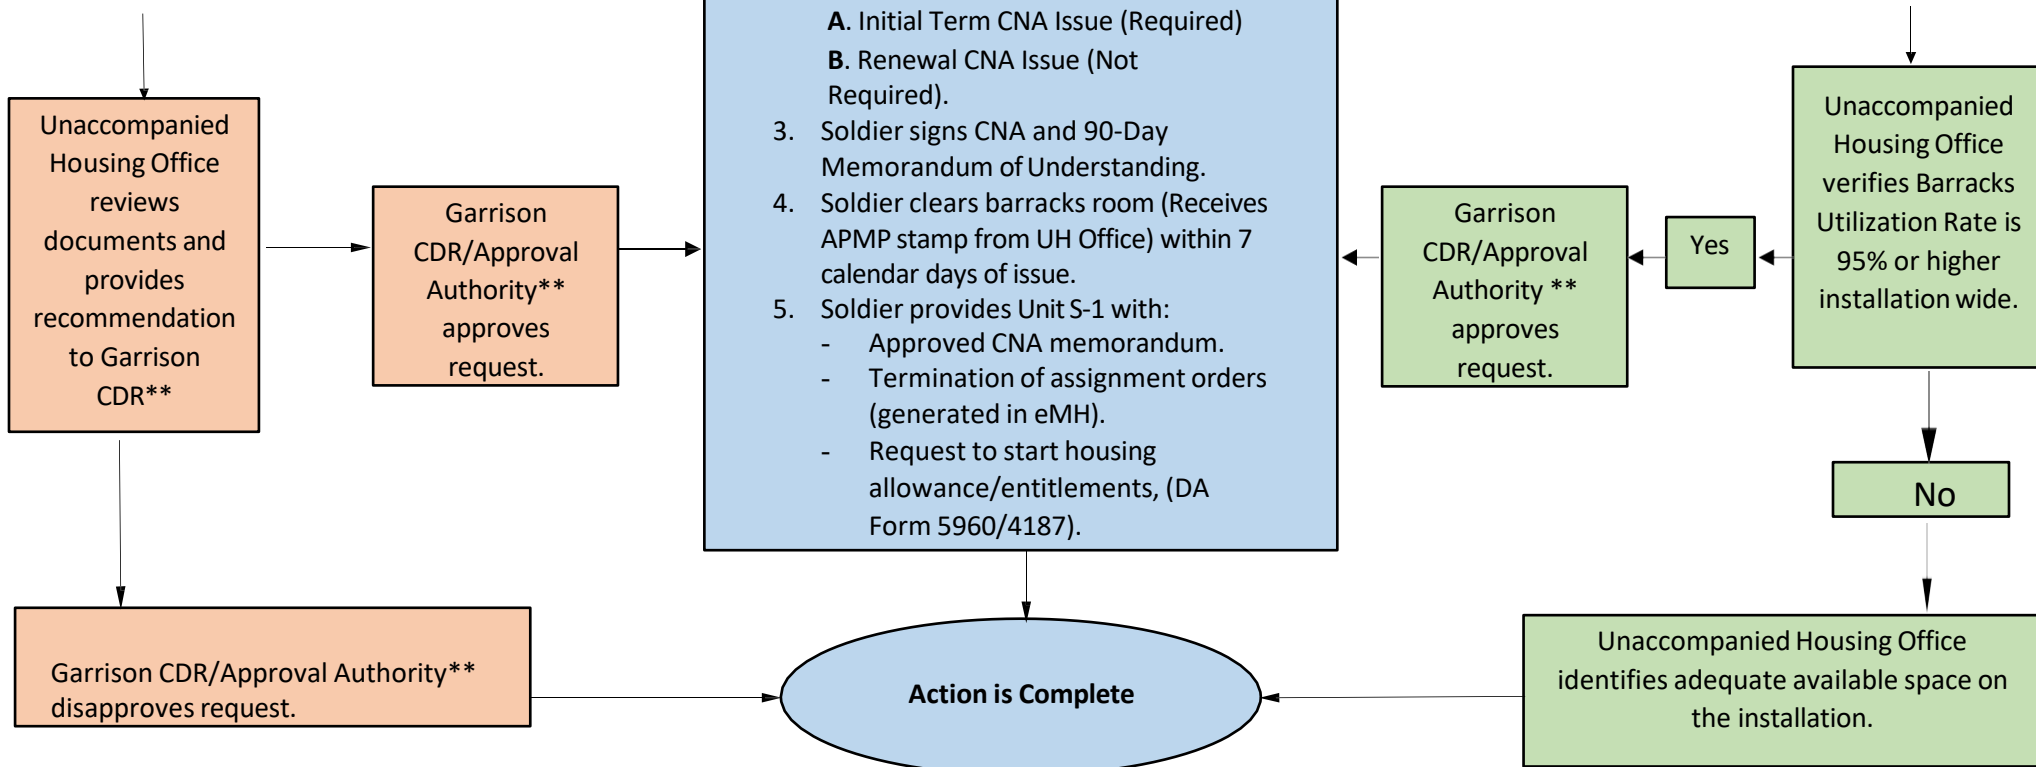 Unaccompanied
Housing Office
reviews
documents and
provides
recommendation
to Garrison
CDR**
Garrison
CDR/Approval
Authority**
approves
request.
A. Initial Term CNA Issue (Required)
B. Renewal CNA Issue (Not
Required).
3. Soldier signs CNA and 90-Day
Memorandum of Understanding.
4. Soldier clears barracks room (Receives
APMP stamp from UH Office) within 7
calendar days of issue.
5. Soldier provides Unit S-1 with:
- Approved CNA memorandum.
- Termination of assignment orders
(generated in eMH).
- Request to start housing
allowance/entitlements, (DA
Form 5960/4187).
Garrison
CDR/Approval
Authority **
approves
request.
Yes
Unaccompanied
Housing Office
verifies Barracks
Utilization Rate is
95% or higher
installation wide.
No
Garrison CDR/Approval Authority**
disapproves request.
Action is Complete
Unaccompanied Housing Office
identifies adequate available space on
the installation.